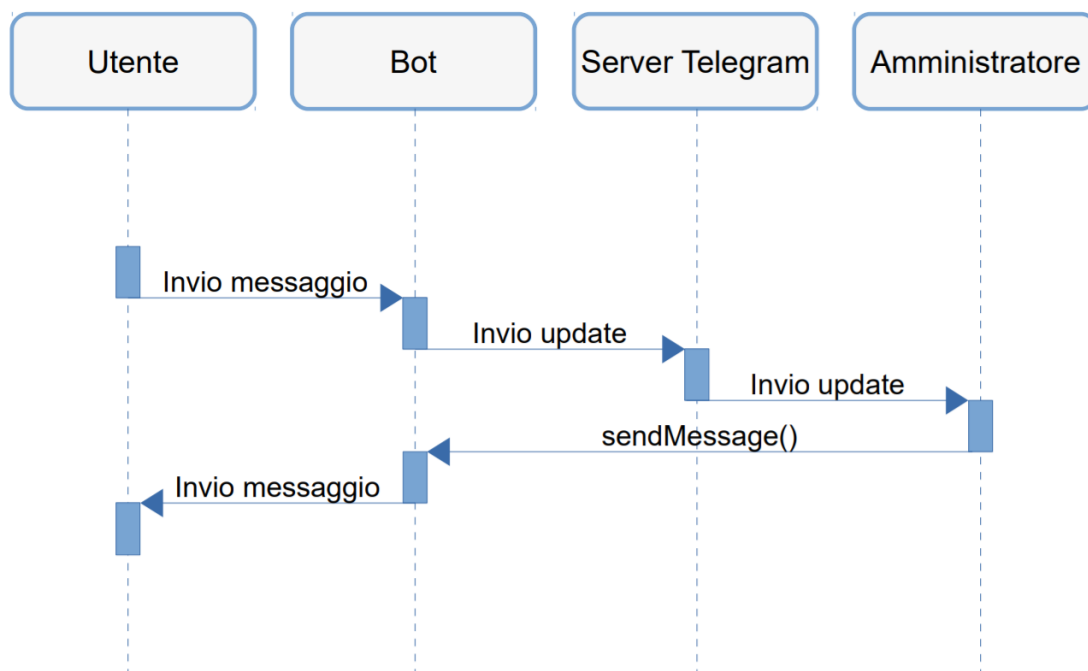 Utente
Bot
Server Telegram
Amministratore
Invio messaggio
Invio update
Invio update
sendMessage()
Invio messaggio